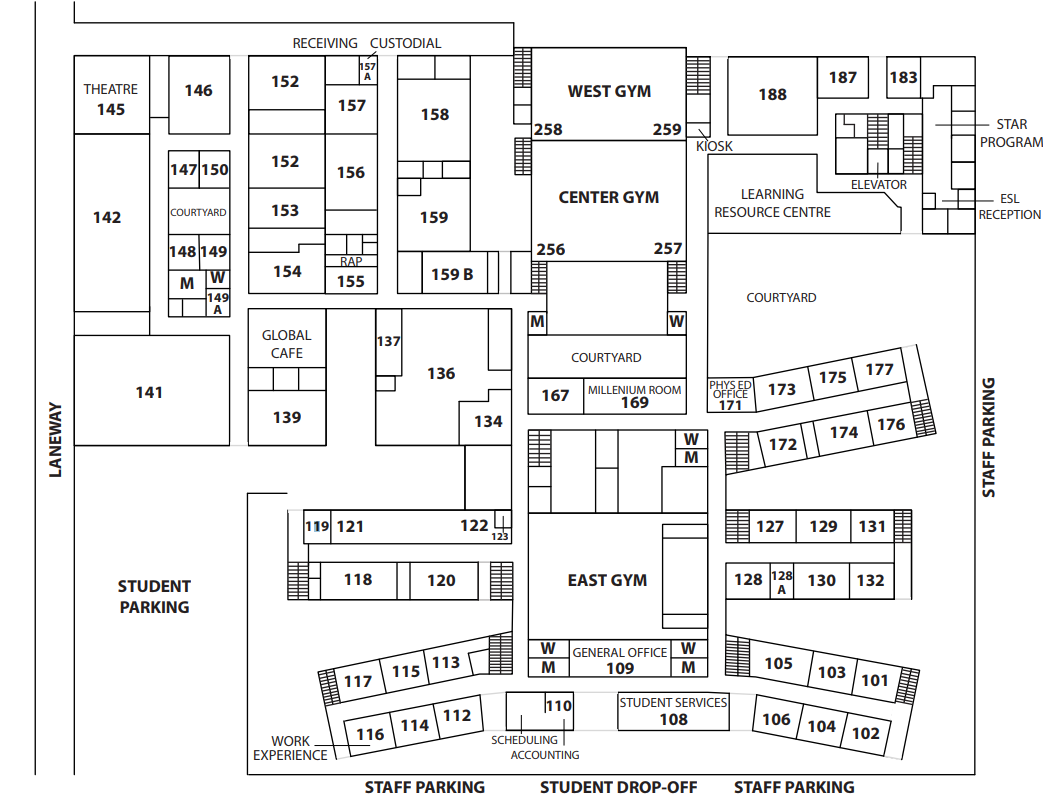 RECEIVING CUSTODIAL
THEATRE
145
146
152
157
A
157
158
WEST GYM
258
259
KIOSK
188
187
183
STAR
PROGRAM
ELEVATOR
ESL
RECEPTION
142
147
150
COURTYARD
148
149
M
W
149
A
152
153
154
156
RAP
155
159
159 B
CENTER GYM
256
257
LEARNING
RESOURCE CENTRE
COURTYARD
141
GLOBAL
CAFE
139
137
136
134
M
W
COURTYARD
167
MILLENIUM ROOM
169
PHYS ED
OFFICE
171
173
175
177
172
174
176
LANEWAY
STAFF PARKING
W
M
119
121
122
123
118
120
EAST GYM
127
129
131
128
128
A
130
132
STUDENT
PARKING
117
115
113
W
M
GENERAL OFFICE
109
W
M
105
103
101
116
114
112
110
STUDENT SERVICES
108
106
104
102
WORK
EXPERIENCE
SCHEDULING
ACCOUNTING
STAFF PARKING
STUDENT DROP-OFF
STAFF PARKING